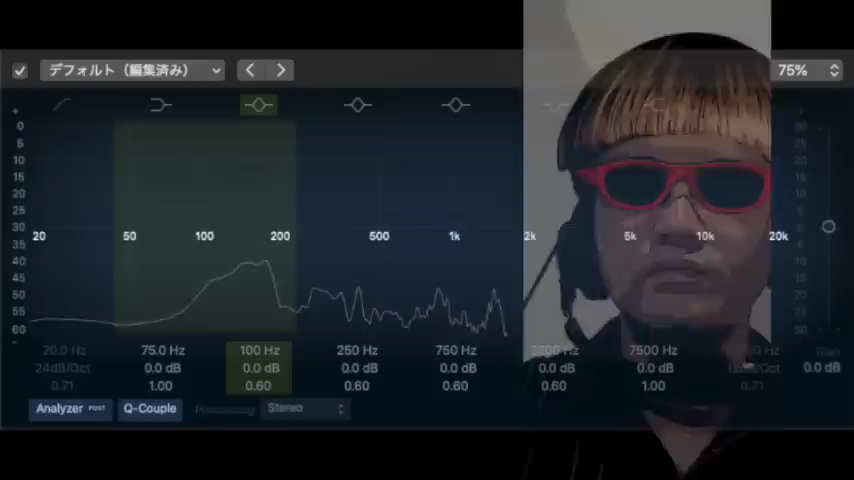 デフォルト（編集済み）
75%
+
0
5
10
15
20
25
30
35
40
45
50
55
60
-
20 50 100 200 500 1k 2k 5k 10k 20k
20.0 Hz 75.0 Hz 100 Hz 250 Hz 750 Hz 7500 Hz
24dB/Oct 0.0 dB 0.0 dB 0.0 dB 0.0 dB 0.0 dB 0.0 dB 0.0 dB
0.71 1.00 0.60 0.60 0.60 0.60 1.00 0.71
Analyzer POST Q-Couple Processing Stereo